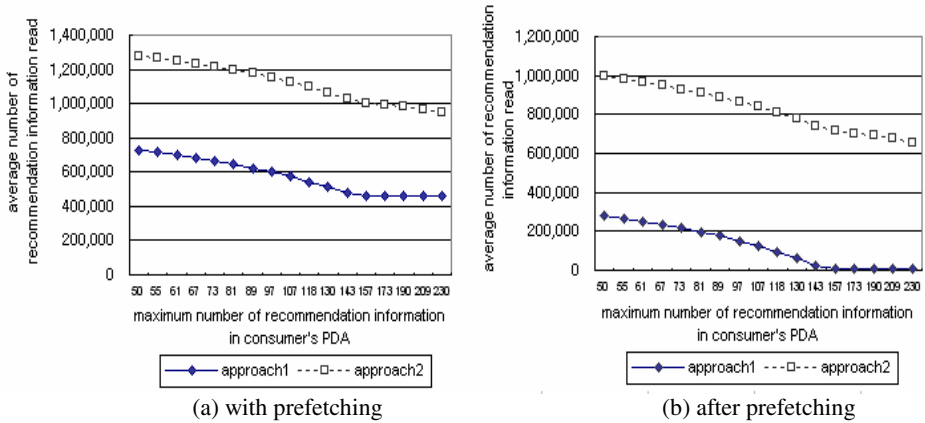 average number of
recommendation information read
1,400,000
1,200,000
1,000,000
800,000
600,000
400,000
200,000
0
50 55 61 67 73 81 89 97 107 118 130 143 157 173 190 209 230
maximum number of recommendation information
in consumer's PDA
approach1 approach2
(a) with prefetching
average number of recommendation
information read
1,200,000
1,000,000
800,000
600,000
400,000
200,000
0
50 55 61 67 73 81 89 97 107 118 130 143 157 173 190 209 230
maximum number of recommendation information
in consumer's PDA
approach1 approach2
(b) after prefetching